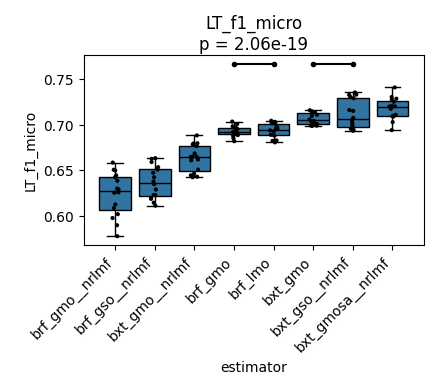 LT_f1_micro
p = 2.06e-19
LT_f1_micro
0.75
0.70
0.65
0.60
brf_gmo__nrlmf
brf_gso__nrlmf
bxt_gmo__nrlmf
brf_gmo
brf_lmo
bxt_gmo
bxt_gso__nrlmf
bxt_gmosa__nrlmf
estimator